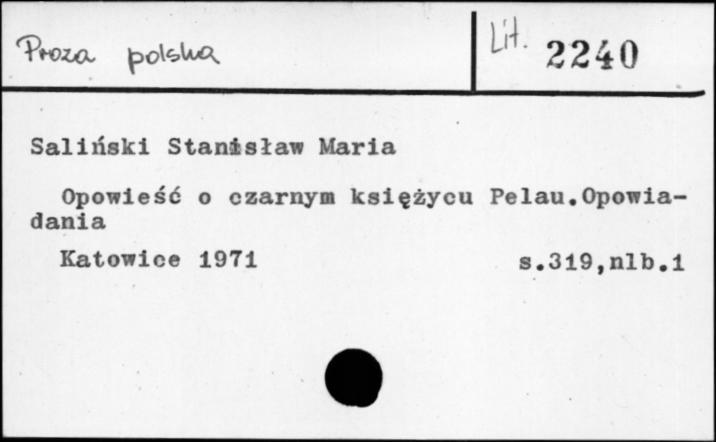 Proza polska
Lit. 2240
Saliński Stanisław Maria
Opowieść o czarnym księżycu Pelau.Opowia-
dania
Katowice 1971 s.319,nlb.1